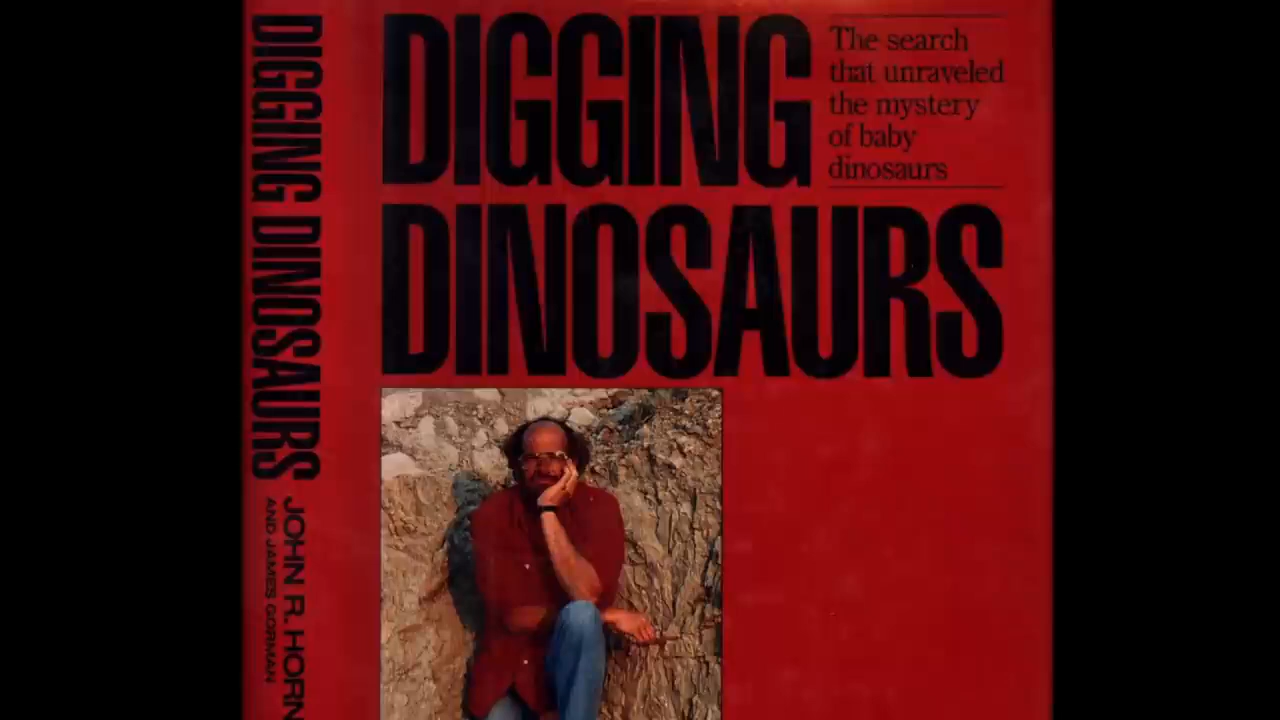 DIGGING DINOSAURS
JOHN R. HORN
AND JAMES GORMAN
DIGGING
The search
that unraveled
the mystery
of baby
dinosaurs
DINOSAURS